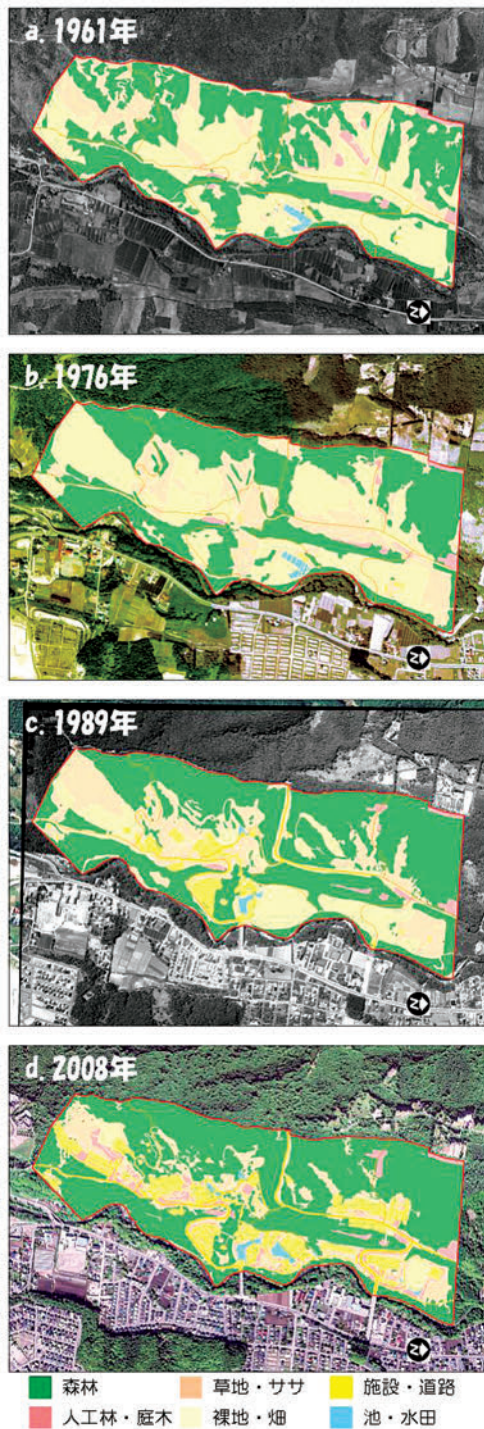 a. 1961年
N
b. 1976年
N
c. 1989年
N
d. 2008年
N
森林 草地・ササ 施設・道路
人工林・庭木 裸地・畑 池・水田